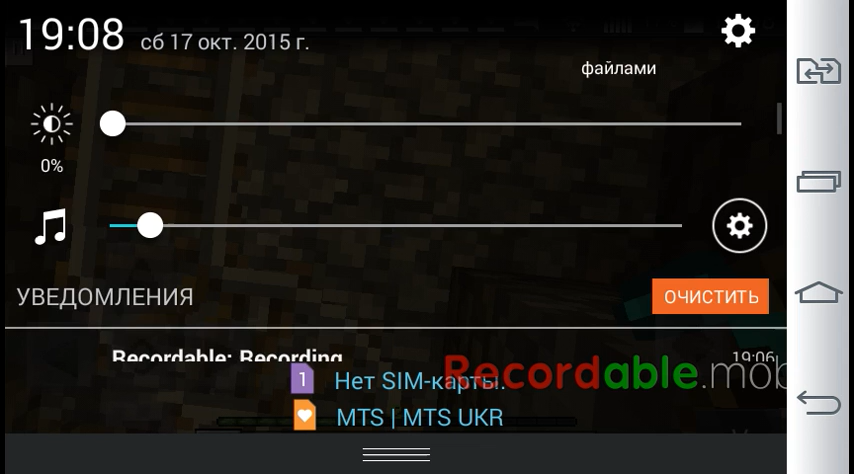 19:08 сб 17 окт. 2015 г.
файлами
0%
УВЕДОМЛЕНИЯ
ОЧИСТИТЬ
Recordable: Recording
19:06
Recordable.mob
1
Нет SIM-карты.
MTS | MTS UKR